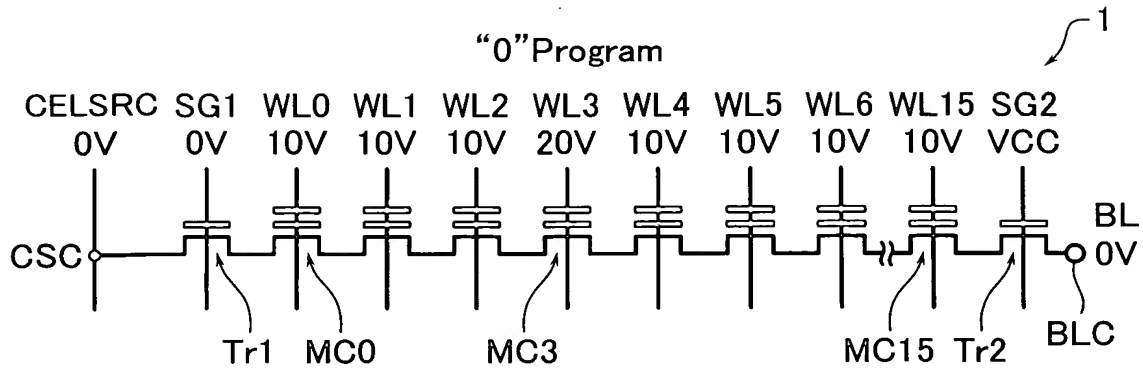 1
“0”Program
CELSRC SG1 WL0 WL1 WL2 WL3 WL4 WL5 WL6 WL15 SG2
0V 0V 10V 10V 10V 20V 10V 10V 10V 10V VCC
BL
CSC 0V
Tr1 MC0 MC3 MC15 Tr2 BLC